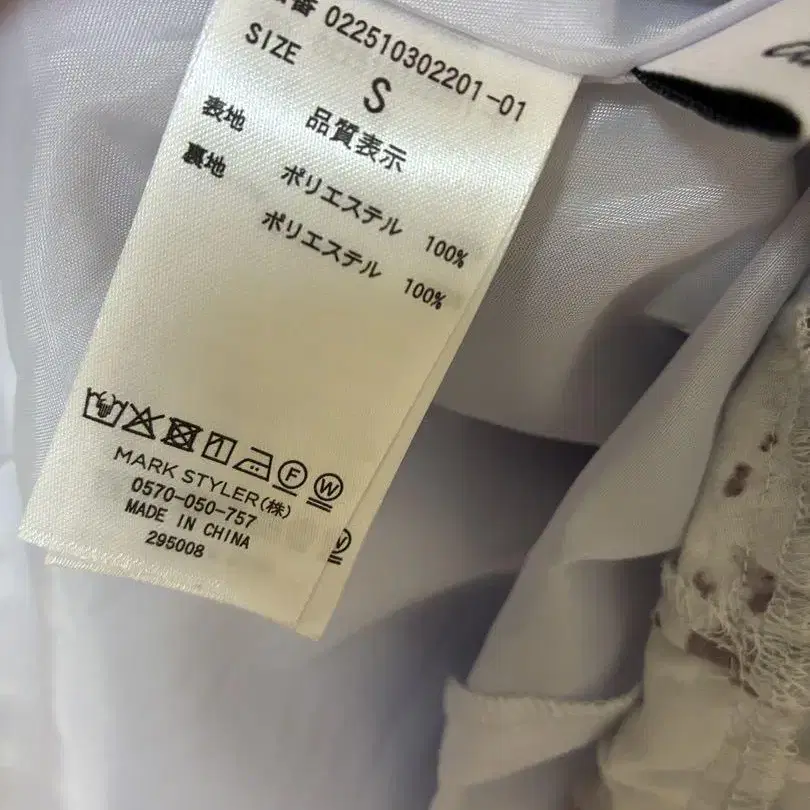 番 022510302201-01
SIZE S
品質表示
表地 ポリエステル 100%
裏地 ポリエステル 100%
F W
MARK STYLER(株)
0570-050-757
MADE IN CHINA
295008
W